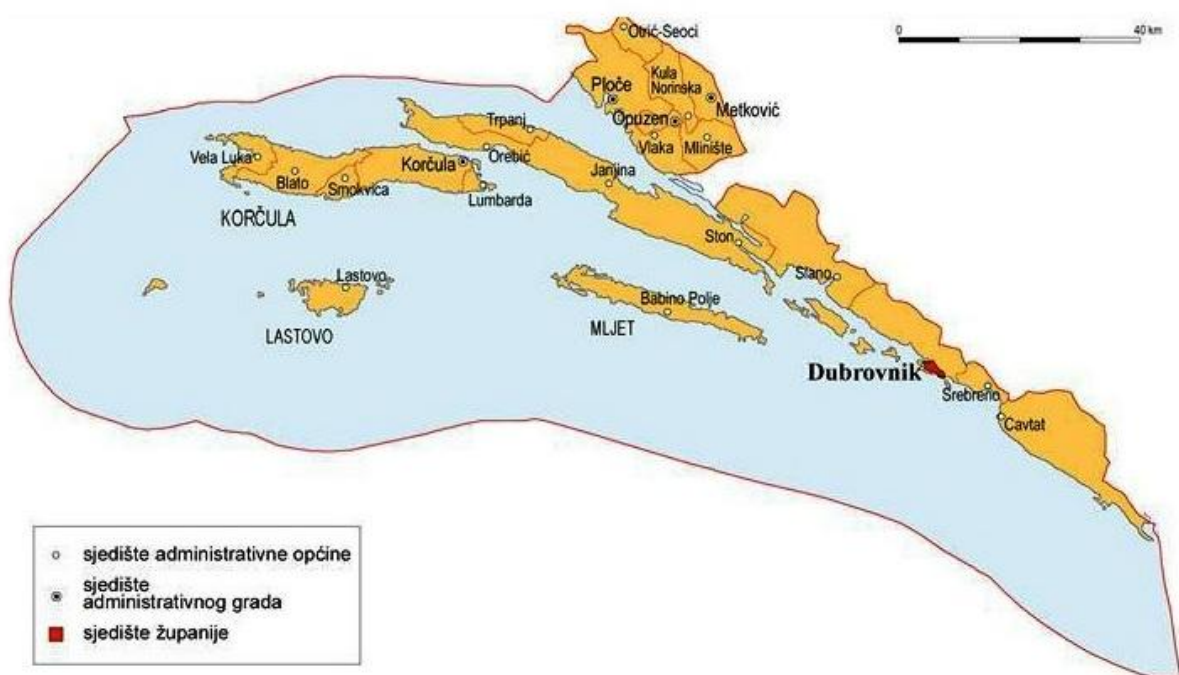 Otrić-Seoci
0
40 km
Kula
Norinska
Ploče
Metković
Opuzen
Trpanj
Vlaka
Mlinište
Orebić
Vela Luka
Korčula
Janjina
Blato
Smokvica
Lumbarda
KORČULA
Ston
Slano
Lastovo
Babino Polje
LASTOVO
MLJET
Dubrovnik
Srebreno
Cavtat
sjedište administrativne općine
sjedište
administrativnog grada
sjedište županije